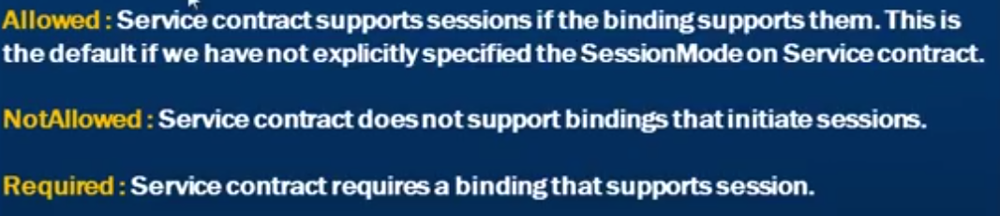 Allowed : Service contract supports sessions if the binding supports them. This is
the default if we have not explicitly specified the SessionMode on Service contract.
NotAllowed : Service contract does not support bindings that initiate sessions.
Required : Service contract requires a binding that supports session.